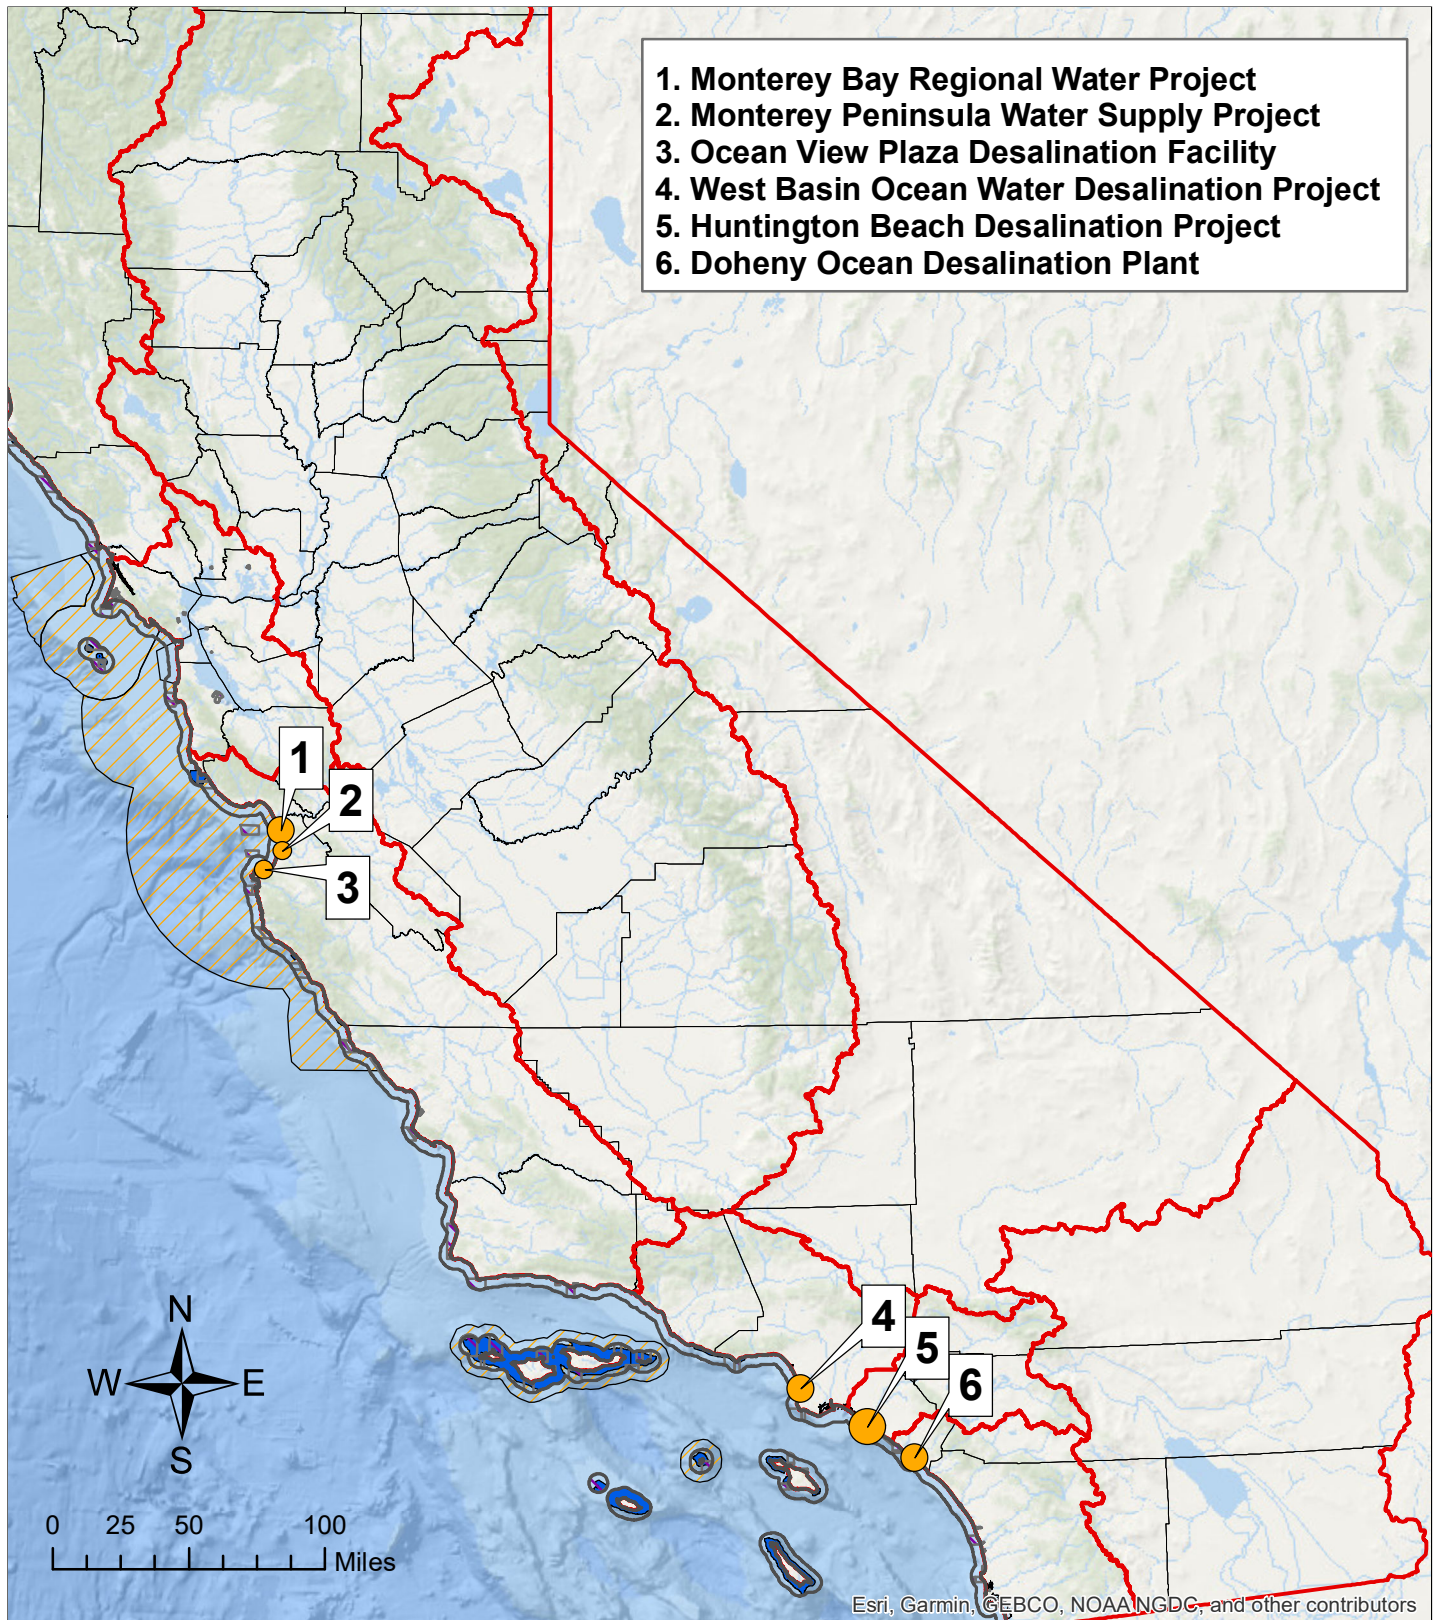 1. Monterey Bay Regional Water Project
2. Monterey Peninsula Water Supply Project
3. Ocean View Plaza Desalination Facility
4. West Basin Ocean Water Desalination Project
5. Huntington Beach Desalination Project
6. Doheny Ocean Desalination Plant
1
2
3
4
5
6
N
W E
S
0 25 50 100
Miles
Esri, Garmin, GEBCO, NOAA NGDC, and other contributors